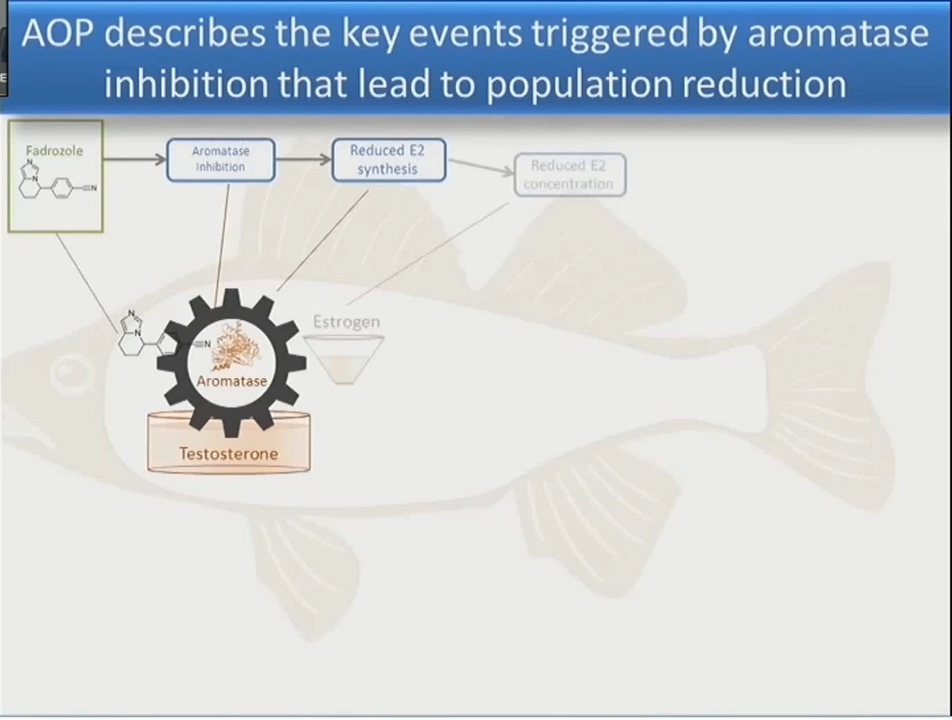 AOP describes the key events triggered by aromatase
inhibition that lead to population reduction
E
Fadrozole
N
N
≡N
Aromatase
Inhibition
Reduced E2
synthesis
Reduced E2
concentration
N
N
≡N
Aromatase
Estrogen
Testosterone